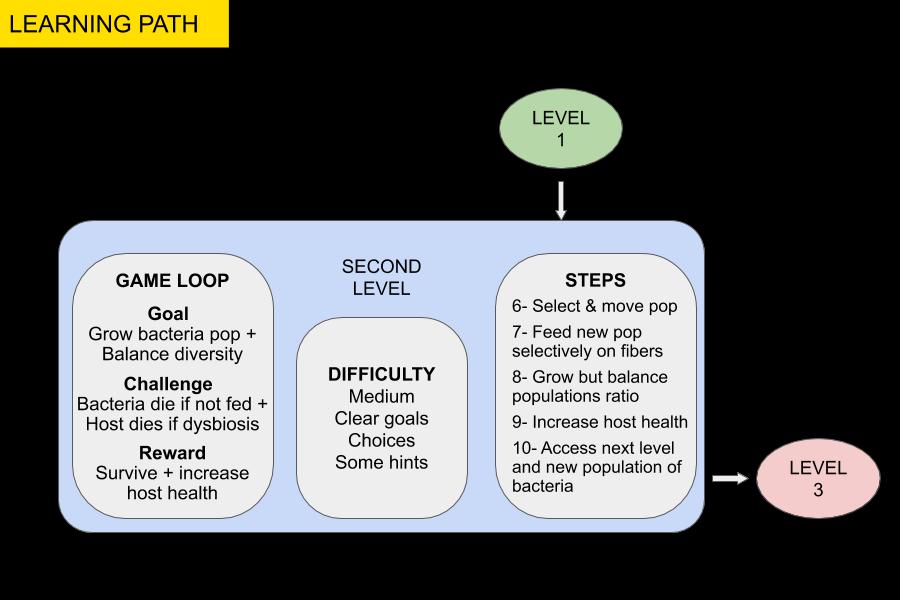 LEARNING PATH
LEVEL
1
GAME LOOP
Goal
Grow bacteria pop +
Balance diversity
Challenge
Bacteria die if not fed +
Host dies if dysbiosis
Reward
Survive + increase
host health
SECOND
LEVEL
DIFFICULTY
Medium
Clear goals
Choices
Some hints
STEPS
6- Select & move pop
7- Feed new pop
selectively on fibers
8- Grow but balance
populations ratio
9- Increase host health
10- Access next level
and new population of
bacteria
LEVEL
3